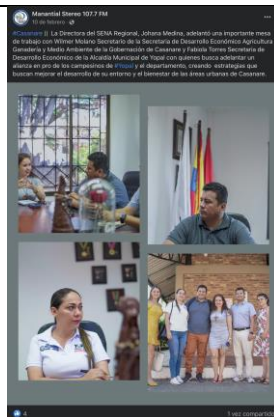 Manantial Stereo 107.7 FM
10 de febrero
#Casanare || La Directora del SENA Regional, Johana Medina, adelantó una importante mesa
de trabajo con Wilmer Molano Secretario de la Secretaría de Desarrollo Económico Agricultura
Ganadería y Medio Ambiente de la Gobernación de Casanare y Fabiola Torres Secretaria de
Desarrollo Económico de la Alcaldía Municipal de Yopal con quienes busca adelantar un
alianza en pro de los campesinos de #Yopal y el departamento, creando estrategias que
buscan mejorar el desarrollo de su entorno y el bienestar de las áreas urbanas de Casanare.
4
1 vez compartido